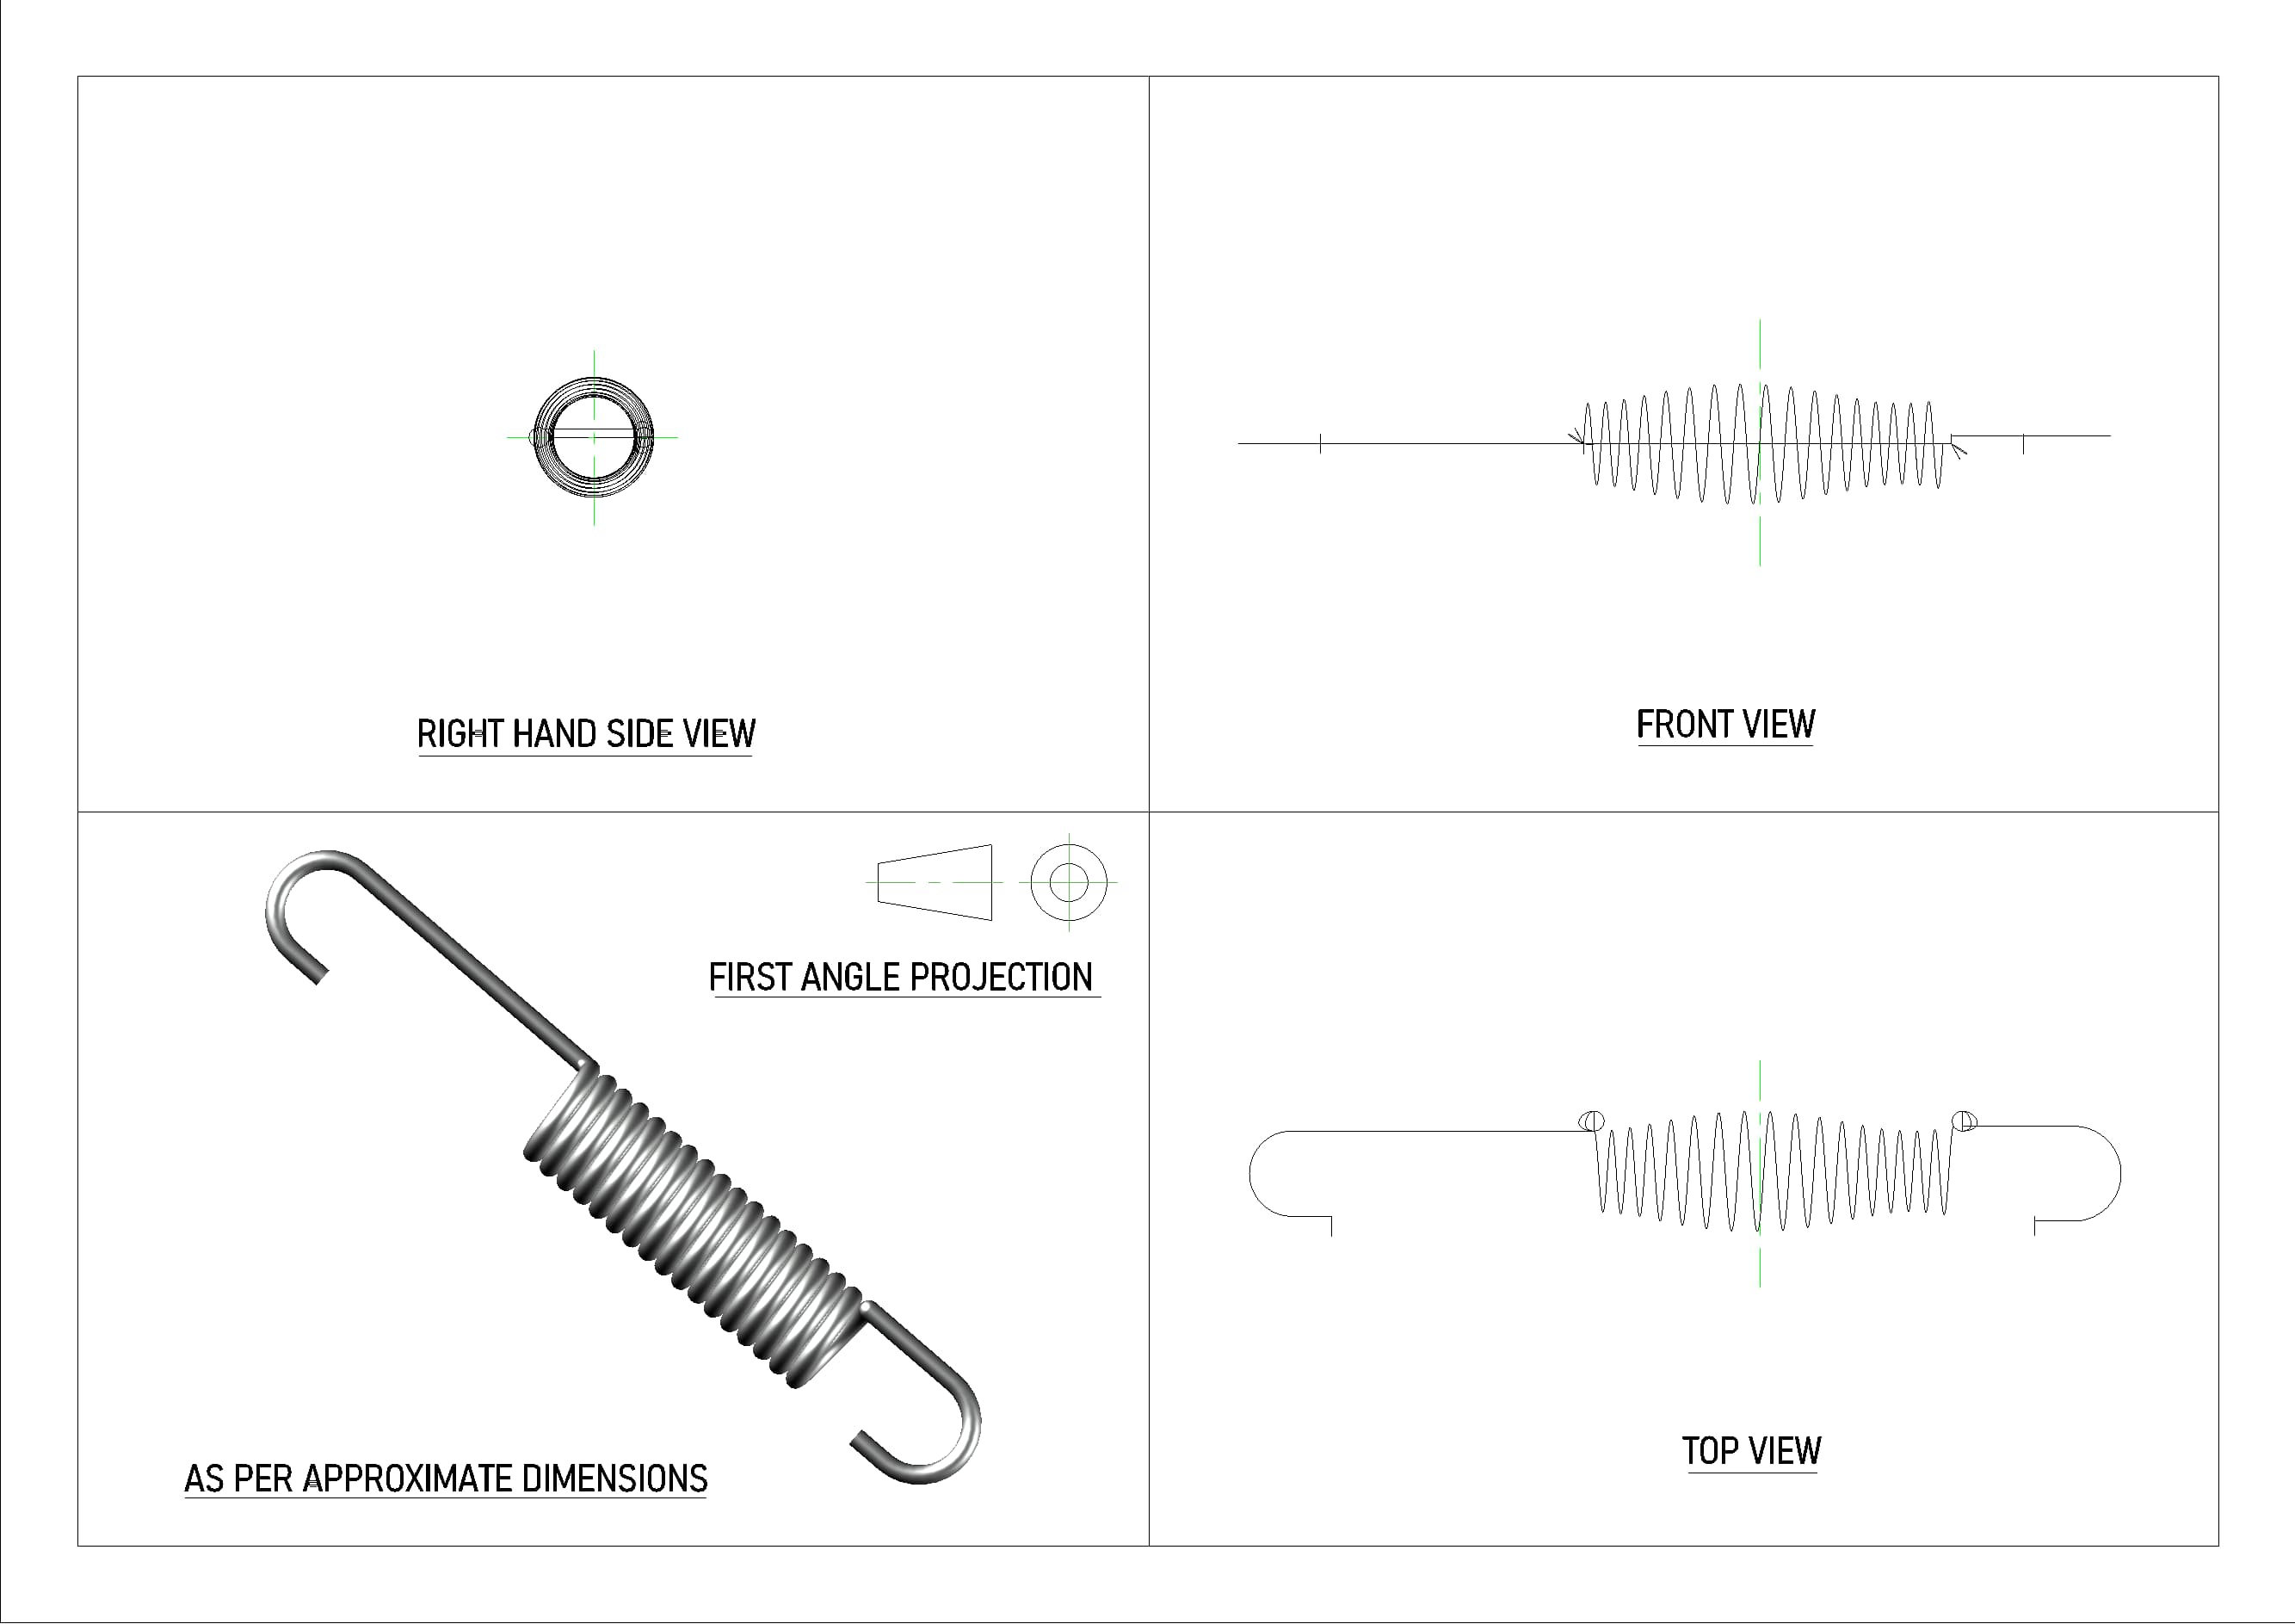 RIGHT HAND SIDE VIEW
FRONT VIEW
FIRST ANGLE PROJECTION
AS PER APPROXIMATE DIMENSIONS
TOP VIEW